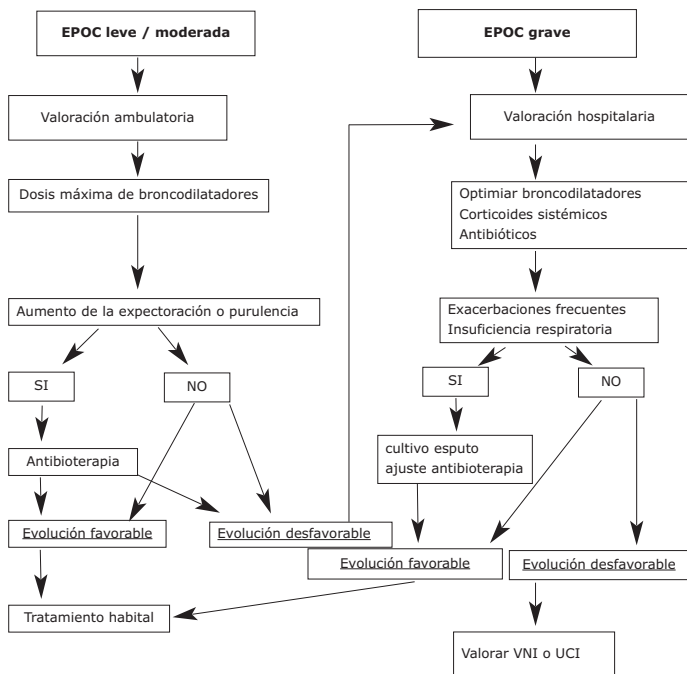 EPOC leve / moderada
Valoración ambulatoria
Dosis máxima de broncodilatadores
Aumento de la expectoración o purulencia
SI
NO
Antibioterapia
Evolución favorable
Evolución desfavorable
Tratamiento habital
EPOC grave
Valoración hospitalaria
Optimiar broncodilatadores
Corticoides sistémicos
Antibióticos
Exacerbaciones frecuentes
Insuficiencia respiratoria
SI
NO
cultivo esputo
ajuste antibioterapia
Evolución favorable
Evolución desfavorable
Valorar VNI o UCI